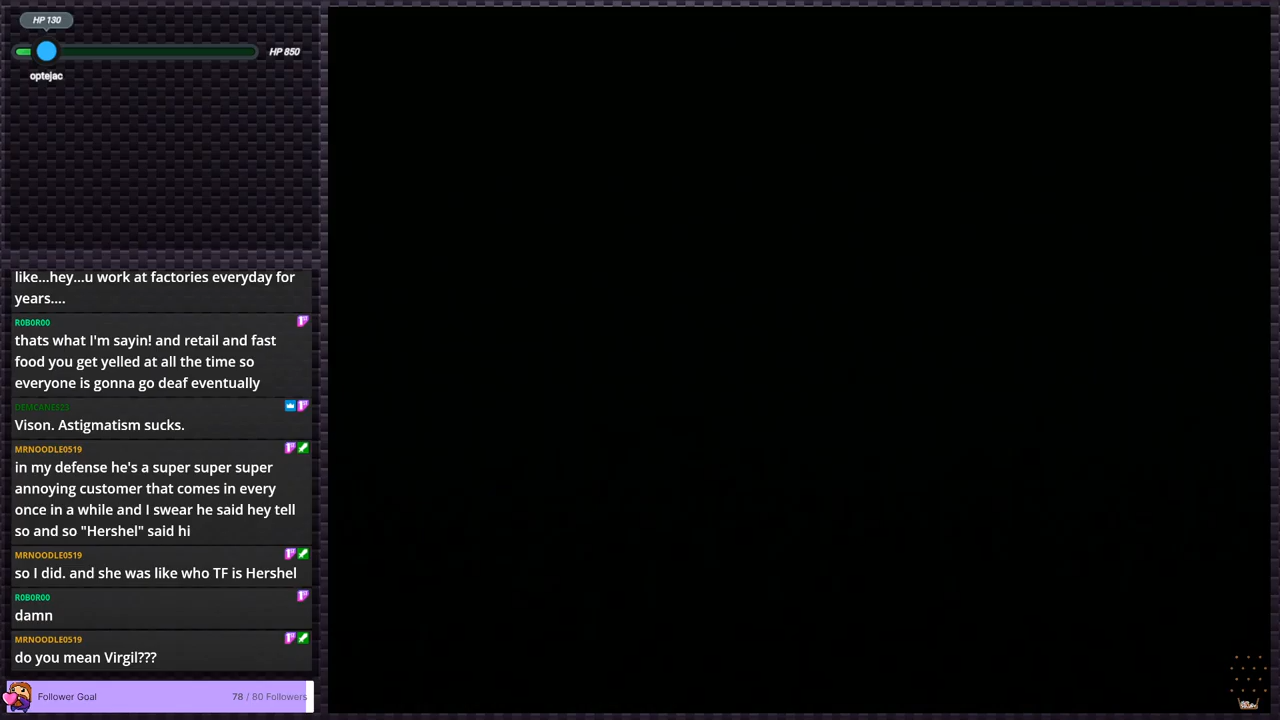 HP 130
HP 850
optejac
like...hey...u work at factories everyday for
years....
R0B0R00
thats what I'm sayin! and retail and fast
food you get yelled at all the time so
everyone is gonna go deaf eventually
DEMCANE323
Vison. Astigmatism sucks.
MRNOODLE0519
in my defense he's a super super super
annoying customer that comes in every
once in a while and I swear he said hey tell
so and so "Hershel" said hi
MRNOODLE0519
so I did. and she was like who TF is Hershel
R0B0R00
damn
MRNOODLE0519
do you mean Virgil???
Follower Goal
78 / 80 Followers